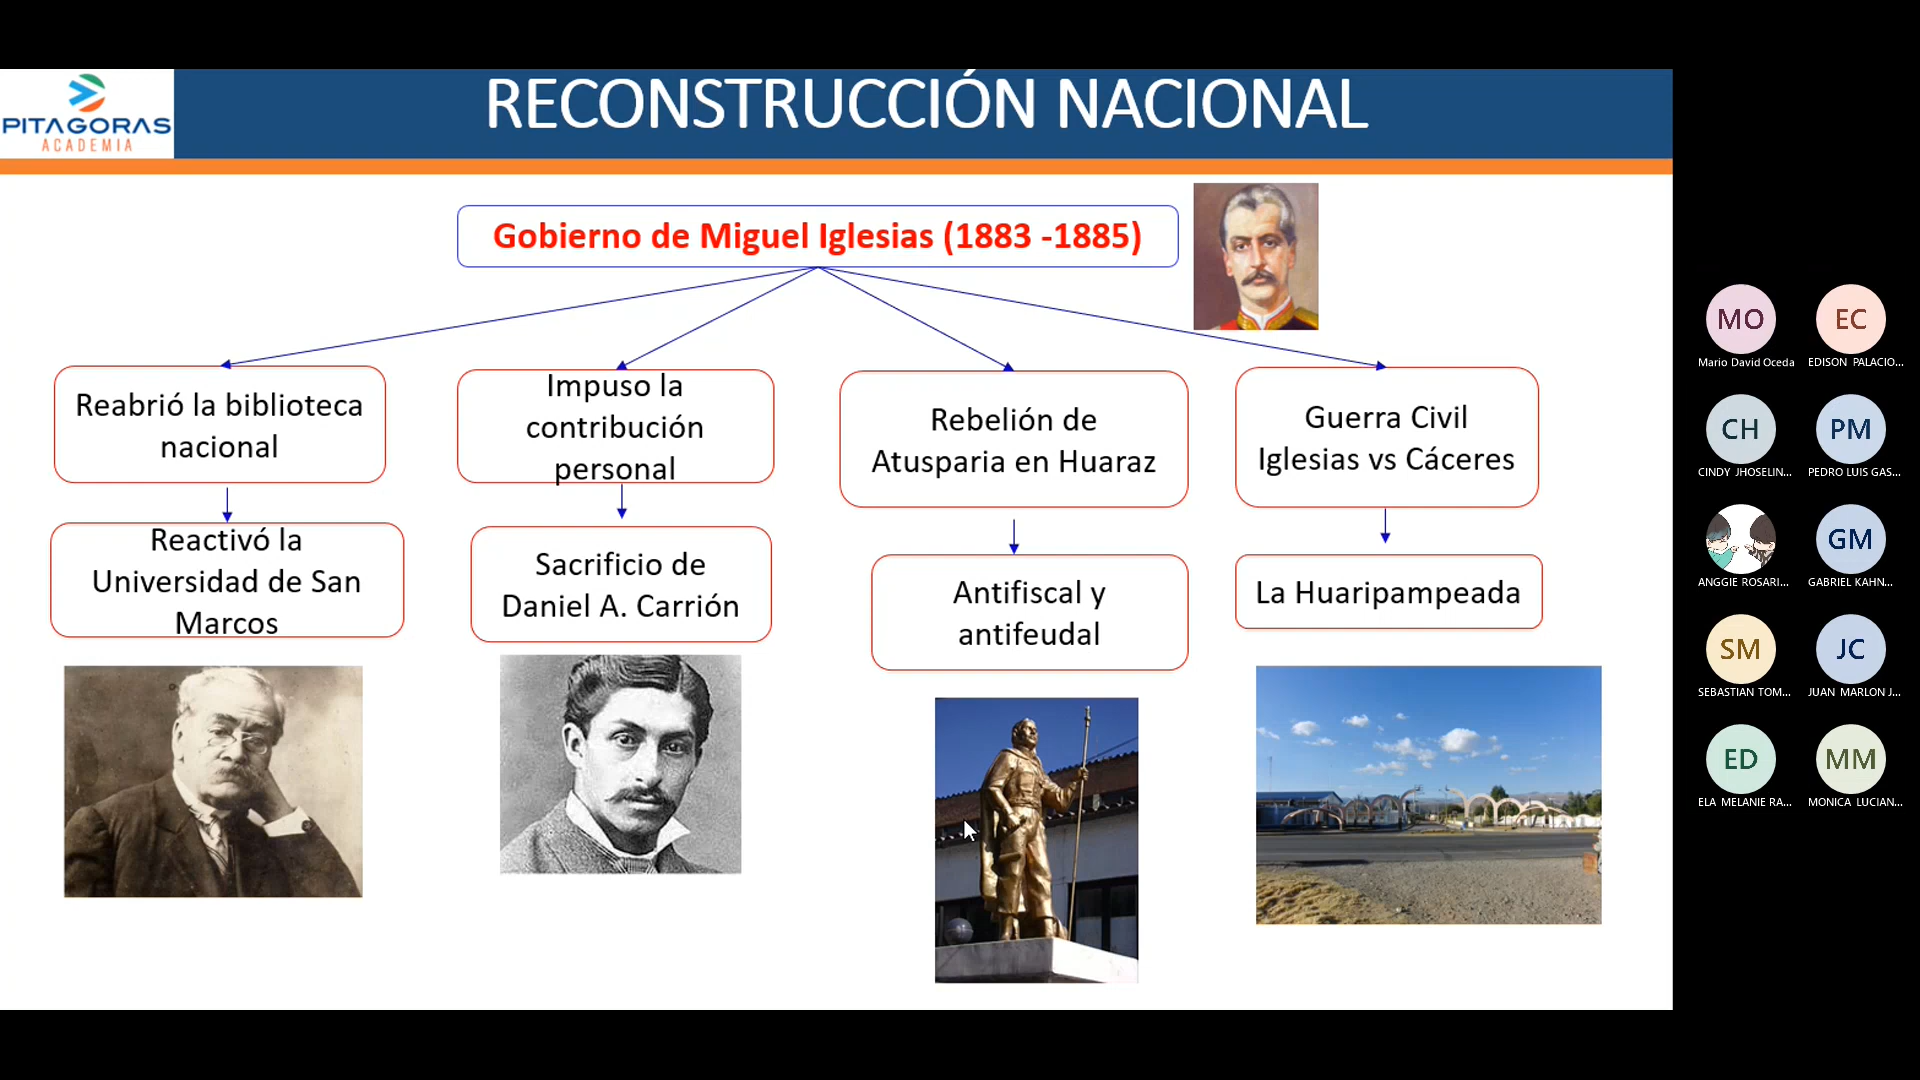 PITAGORAS
ACADEMIA
RECONSTRUCCIÓN NACIONAL
Gobierno de Miguel Iglesias (1883 -1885)
Reabrió la biblioteca
nacional
Impuso la
contribución
personal
Rebelión de
Atusparia en Huaraz
Guerra Civil
Iglesias vs Cáceres
Reactivó la
Universidad de San
Marcos
Sacrificio de
Daniel A. Carrión
Antifiscal y
antifeudal
La Huaripampeada
MO
EC
Mario David Oceda
EDISON PALACIO...
CH
PM
CINDY JHOSELIN...
PEDRO LUIS GAS...
GM
ANGGIE ROSARI...
GABRIEL KAHN...
SM
JC
SEBASTIAN TOM...
JUAN MARLON J...
ED
MM
ELA MELANIE RA...
MONICA LUCIAN...